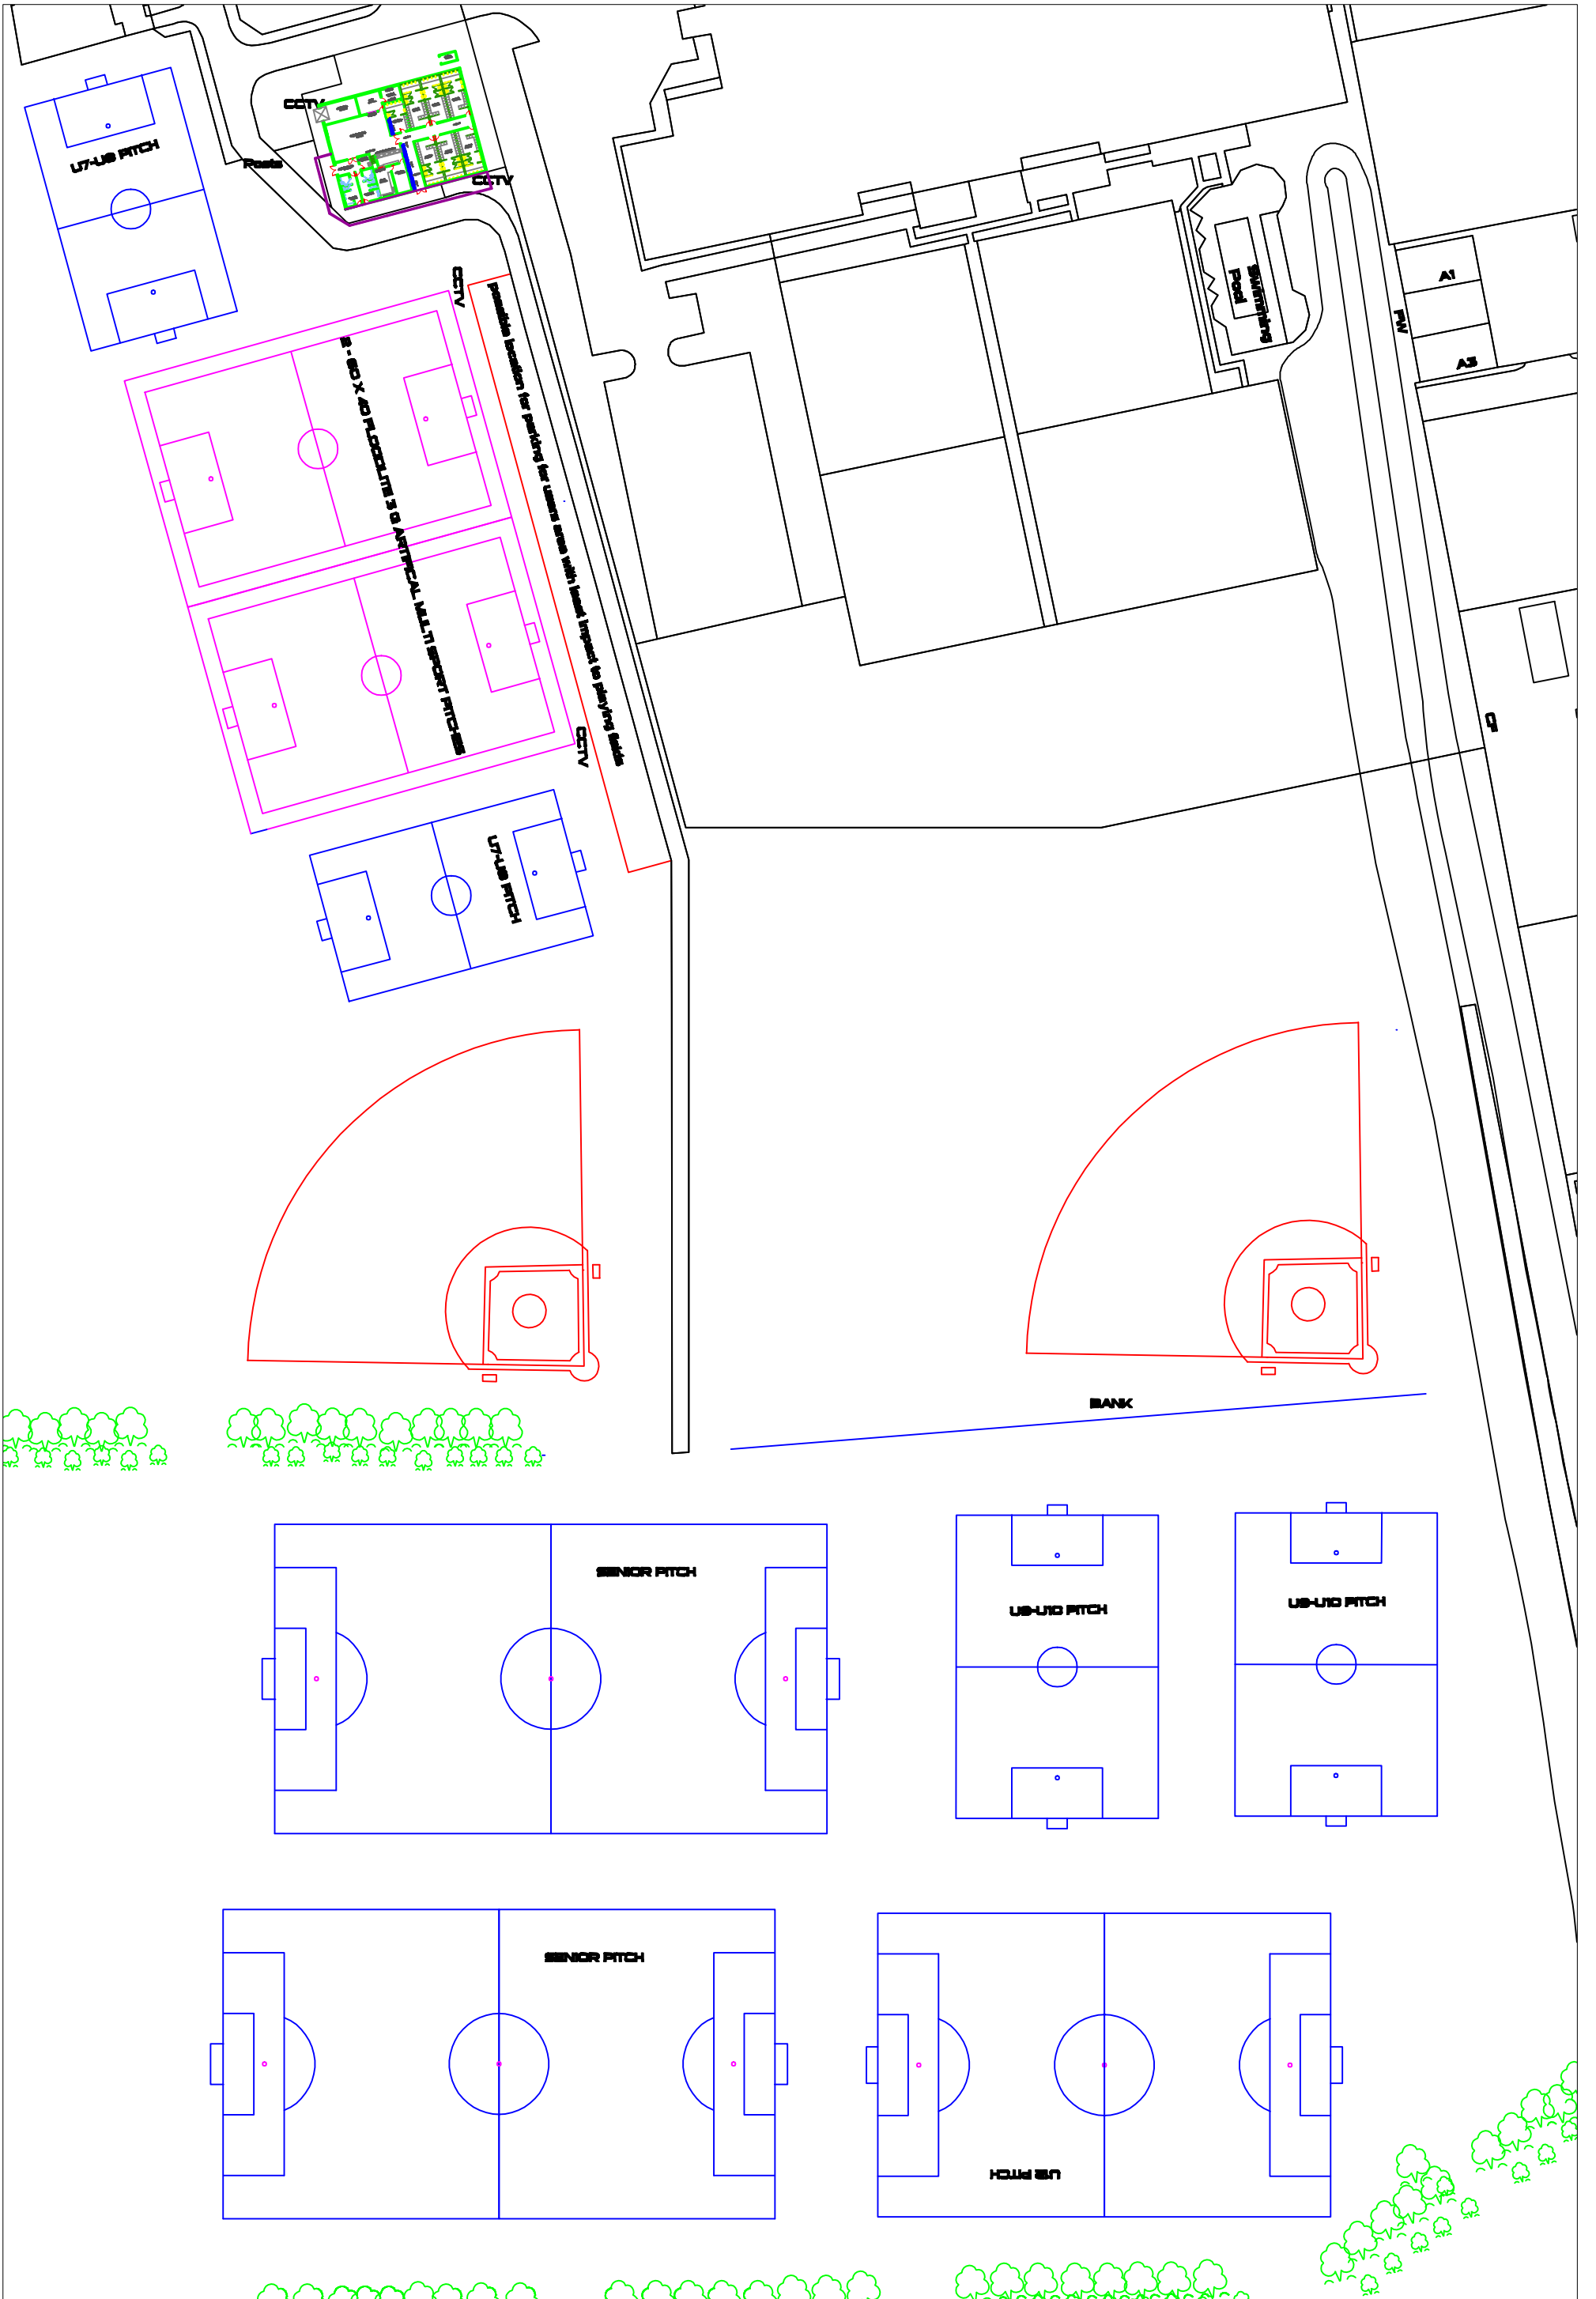 CCTV
U7-U8 PITCH
Posts
CCTV
CCTV
possible location for parking for users area with least impact to playing fields
2 - 60 X 40 FLOODLITE 3 G ARTIFICAL MULTI SPORT PITCHES
Swimming
Pool
A1
FW
A3
CF
CCTV
U7-U8 PITCH
BANK
SENIOR PITCH
U9-U10 PITCH
U9-U10 PITCH
SENIOR PITCH
U12 PITCH